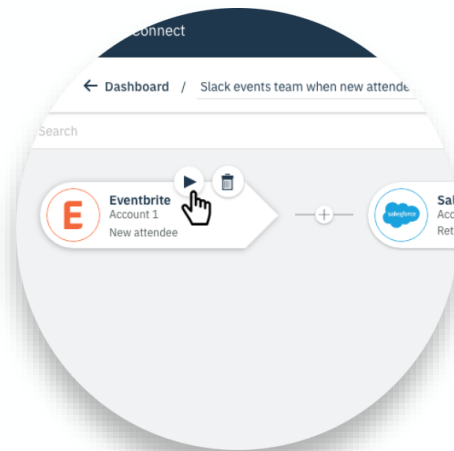 Connect
Dashboard / Slack events team when new attende
Search
E
Eventbrite
Account 1
New attendee
salesforce
Sal
Acc
Ret